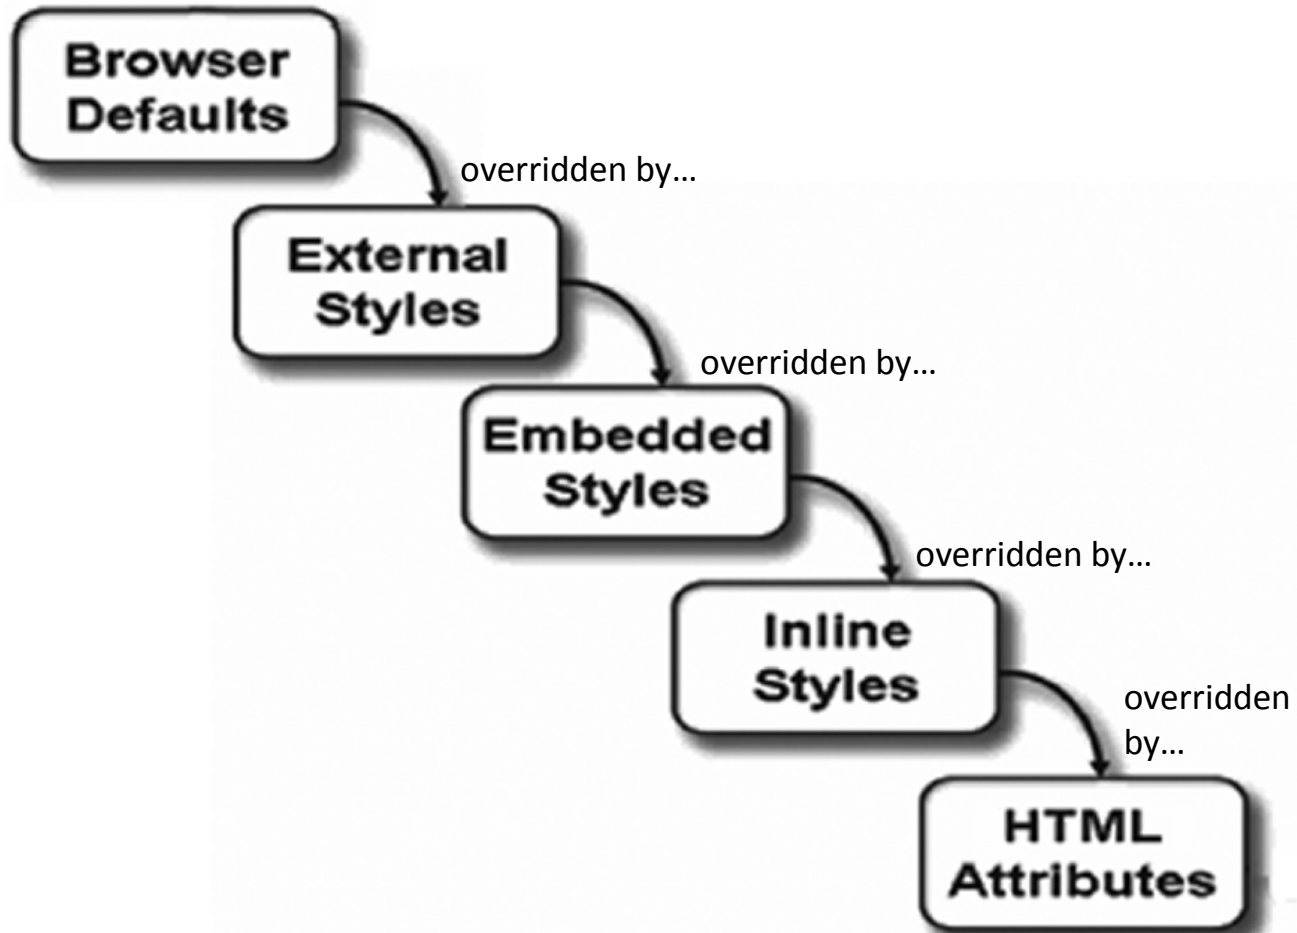 Browser
Defaults
overridden by…
External
Styles
overridden by…
Embedded
Styles
overridden by…
Inline
Styles
overridden
by…
HTML
Attributes